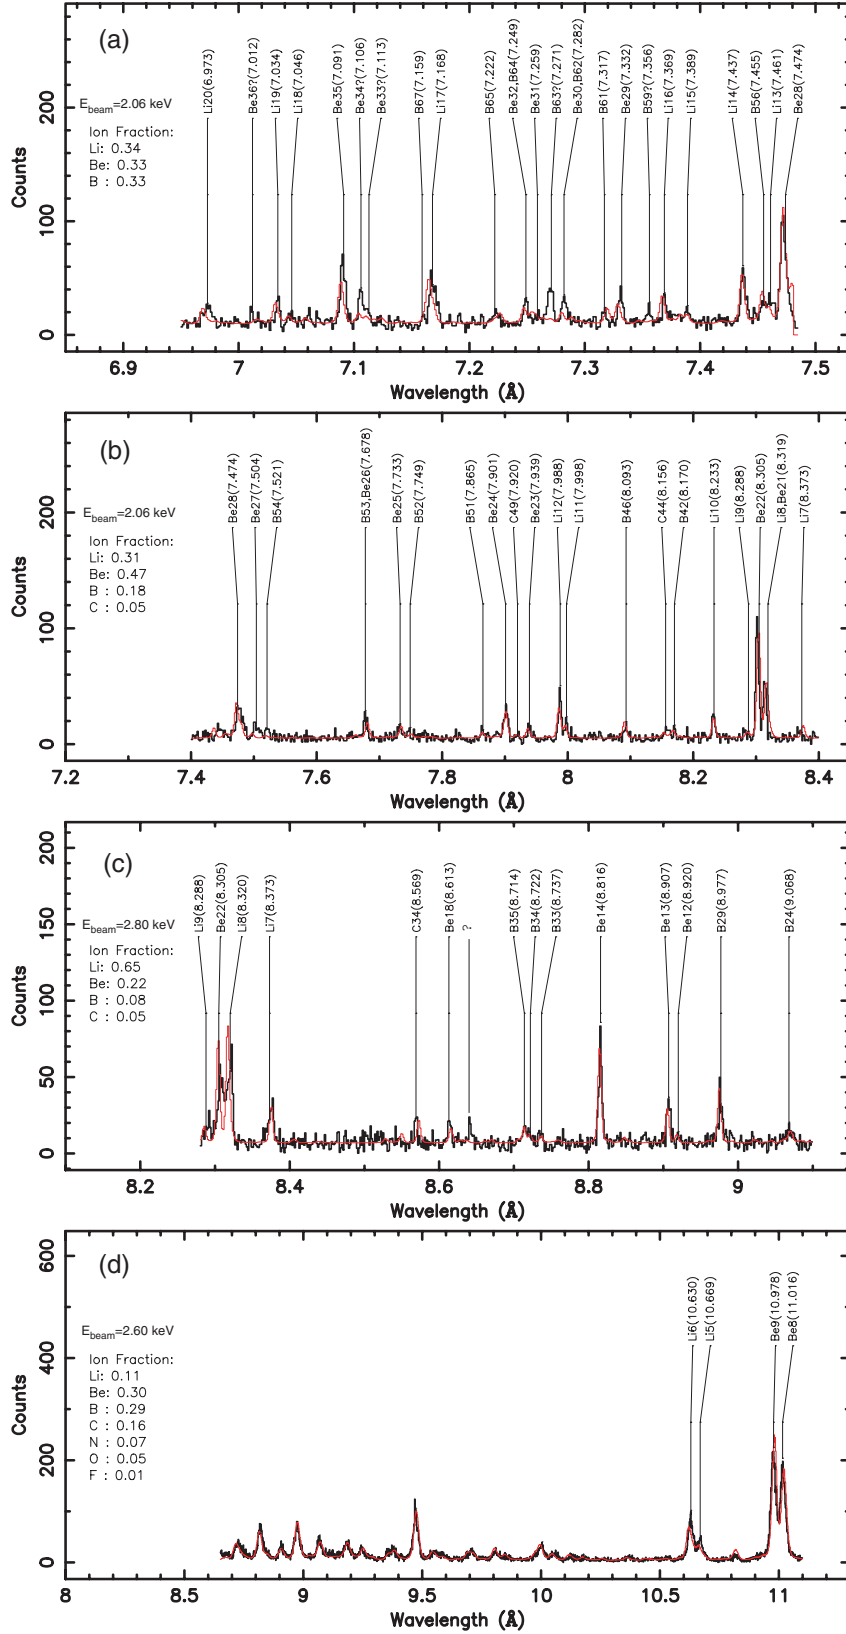 (a)
Li20(6.973)
Be36?(7.012)
Li19(7.034)
Li18(7.046)
Be35(7.091)
Be34?(7.106)
Be33?(7.113)
B67(7.159)
Li17(7.168)
B65(7.222)
Be32,B64(7.249)
Be31(7.259)
B63?(7.271)
Be30,B62(7.282)
B61(7.317)
Be29(7.332)
B59?(7.356)
Li16(7.369)
Li15(7.389)
Li14(7.437)
B56(7.455)
Li13(7.461)
Be28(7.474)
E_beam=2.06 keV
Ion Fraction:
Li: 0.34
Be: 0.33
B : 0.33
Counts
200
100
0
6.9 7 7.1 7.2 7.3 7.4 7.5
Wavelength (Å)
(b)
Be28(7.474)
Be27(7.504)
B54(7.521)
B53,Be26(7.678)
Be25(7.733)
B52(7.749)
B51(7.865)
Be24(7.901)
C49(7.920)
Be23(7.939)
Li12(7.988)
Li11(7.998)
B46(8.093)
C44(8.156)
B42(8.170)
Li10(8.233)
Li9(8.288)
Be22(8.305)
Li8,Be21(8.319)
Li7(8.373)
E_beam=2.06 keV
Ion Fraction:
Li: 0.31
Be: 0.47
B : 0.18
C : 0.05
Counts
200
100
0
7.2 7.4 7.6 7.8 8 8.2 8.4
Wavelength (Å)
(c)
Li9(8.288)
Be22(8.305)
Li8(8.320)
Li7(8.373)
C34(8.569)
Be18(8.613)
?
B35(8.714)
B34(8.722)
B33(8.737)
Be14(8.816)
Be13(8.907)
Be12(8.920)
B29(8.977)
B24(9.068)
E_beam=2.80 keV
Ion Fraction:
Li: 0.65
Be: 0.22
B : 0.08
C : 0.05
Counts
200
150
100
50
0
8.2 8.4 8.6 8.8 9
Wavelength (Å)
(d)
Li6(10.630)
Li5(10.669)
Be9(10.978)
Be8(11.016)
E_beam=2.60 keV
Ion Fraction:
Li: 0.11
Be: 0.30
B : 0.29
C : 0.16
N : 0.07
O : 0.05
F : 0.01
Counts
600
400
200
0
8 8.5 9 9.5 10 10.5 11
Wavelength (Å)